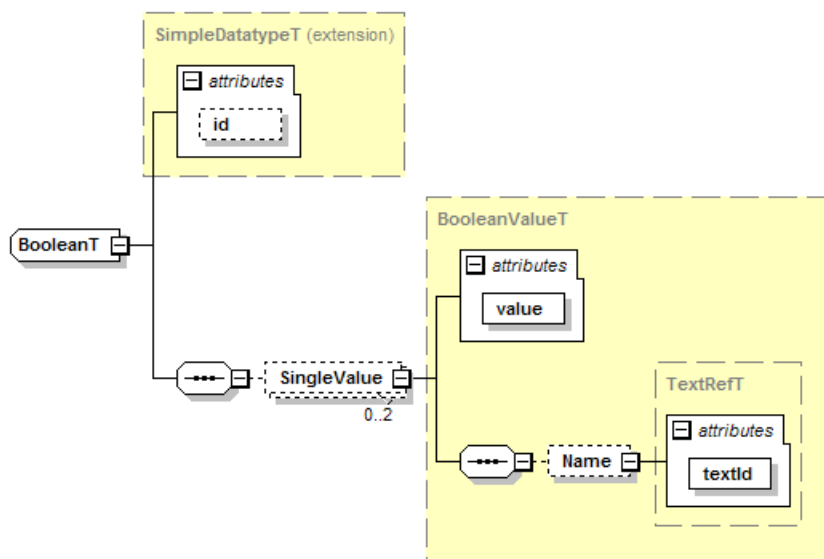 SimpleDatatypeT (extension)
attributes
id
BooleanT
BooleanValueT
attributes
value
SingleValue
0..2
TextRefT
attributes
Name
textId